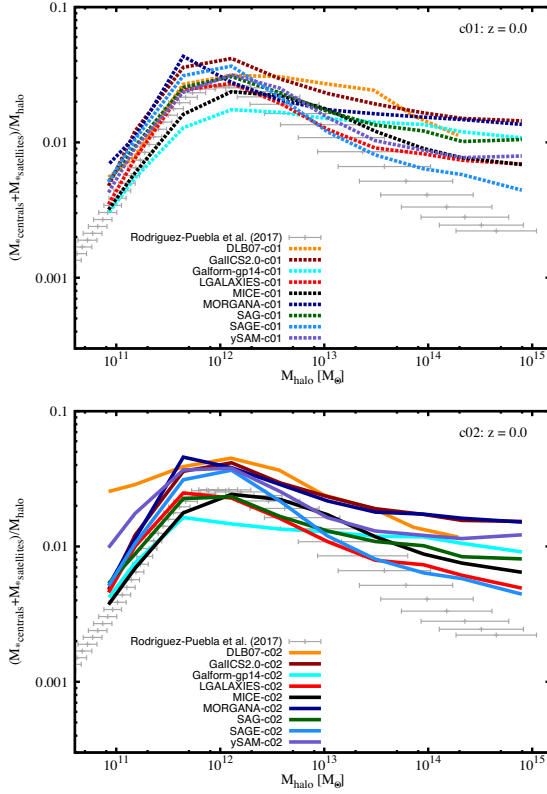 c01: z = 0.0
0.1
0.01
0.001
(M*centrals+M*satellites)/Mhalo
Rodriguez-Puebla et al. (2017)
DLB07-c01
GalICS2.0-c01
Galform-gp14-c01
LGALAXIES-c01
MICE-c01
MORGANA-c01
SAG-c01
SAGE-c01
ySAM-c01
10^11 10^12 10^13 10^14 10^15
Mhalo [M⊙]
c02: z = 0.0
0.1
0.01
0.001
(M*centrals+M*satellites)/Mhalo
Rodriguez-Puebla et al. (2017)
DLB07-c02
GalICS2.0-c02
Galform-gp14-c02
LGALAXIES-c02
MICE-c02
MORGANA-c02
SAG-c02
SAGE-c02
ySAM-c02
10^11 10^12 10^13 10^14 10^15
Mhalo [M⊙]